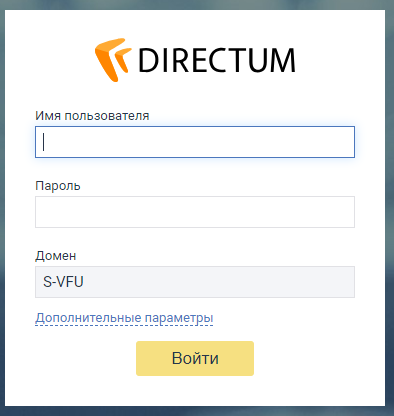 DIRECTUM
Имя пользователя
Пароль
Домен
S-VFU
Дополнительные параметры
Войти